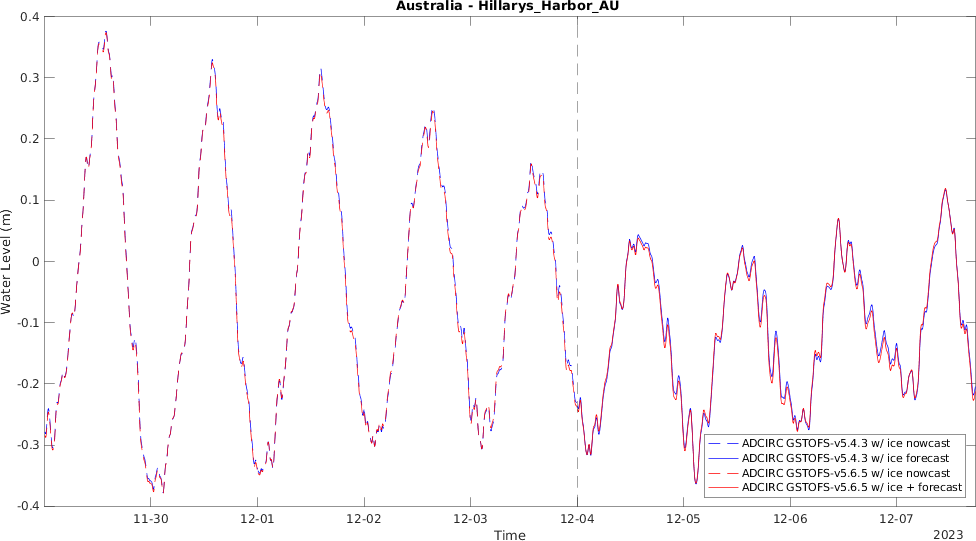 Australia - Hillarys_Harbor_AU
Water Level (m)
0.4
0.3
0.2
0.1
0
-0.1
-0.2
-0.3
-0.4
ADCIRC GSTOFS-v5.4.3 w/ ice nowcast
ADCIRC GSTOFS-v5.4.3 w/ ice forecast
ADCIRC GSTOFS-v5.6.5 w/ ice nowcast
ADCIRC GSTOFS-v5.6.5 w/ ice + forecast
11-30 12-01 12-02 12-03 12-04 12-05 12-06 12-07
Time
2023